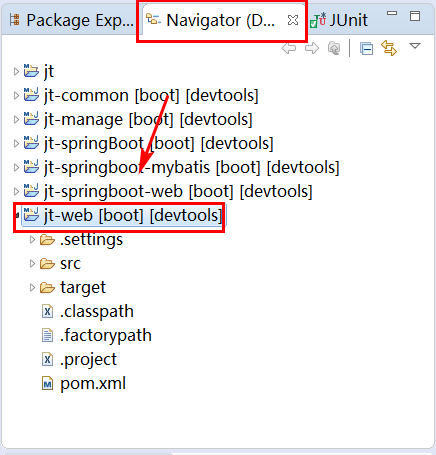 Package Exp... Navigator (D... JUnit
jt
jt-common [boot] [devtools]
jt-manage [boot] [devtools]
jt-springBoot [boot] [devtools]
jt-springboot-mybatis [boot] [devtools]
jt-springboot-web [boot] [devtools]
jt-web [boot] [devtools]
.settings
src
target
.classpath
.factorypath
.project
pom.xml